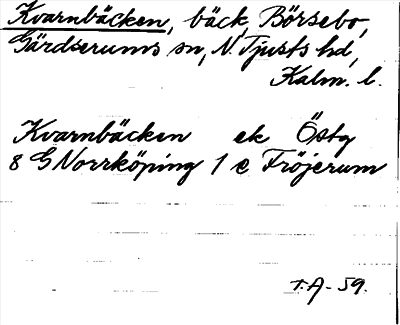 Kvarnbäcken, bäck, Börsebo,
Gärdserums sn, N. Tjusts hd,
Kalm. l.
Kvarnbäcken ek Östg
8 G Norrköping 1 c Fröjerum
T.A-59.